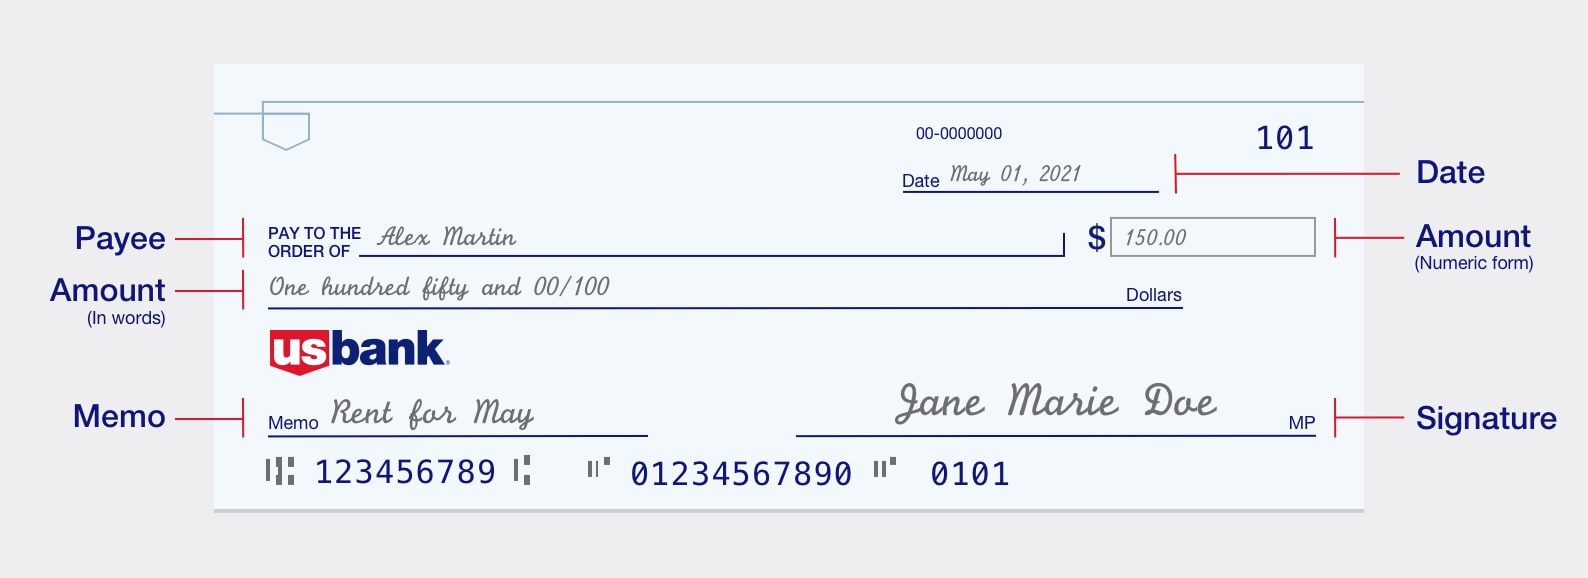 00-0000000
101
Date May 01, 2021
Date
Payee
PAY TO THE
ORDER OF Alex Martin
$ 150.00
Amount
(Numeric form)
Amount
(In words)
One hundred fifty and 00/100
Dollars
usbank
Memo
Memo Rent for May
Jane Marie Doe
MP
Signature
⑆ 123456789 ⑆ ⑈ 01234567890 ⑈ 0101